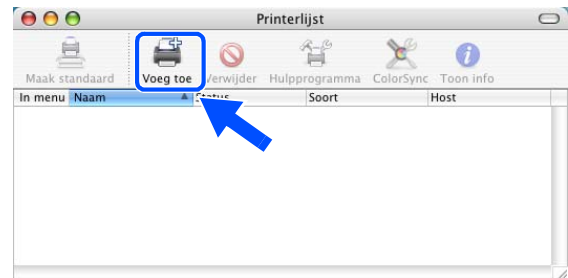 Printerlijst
Maak standaard Voeg toe Verwijder Hulpprogramma ColorSync Toon info
In menu Naam Status Soort Host